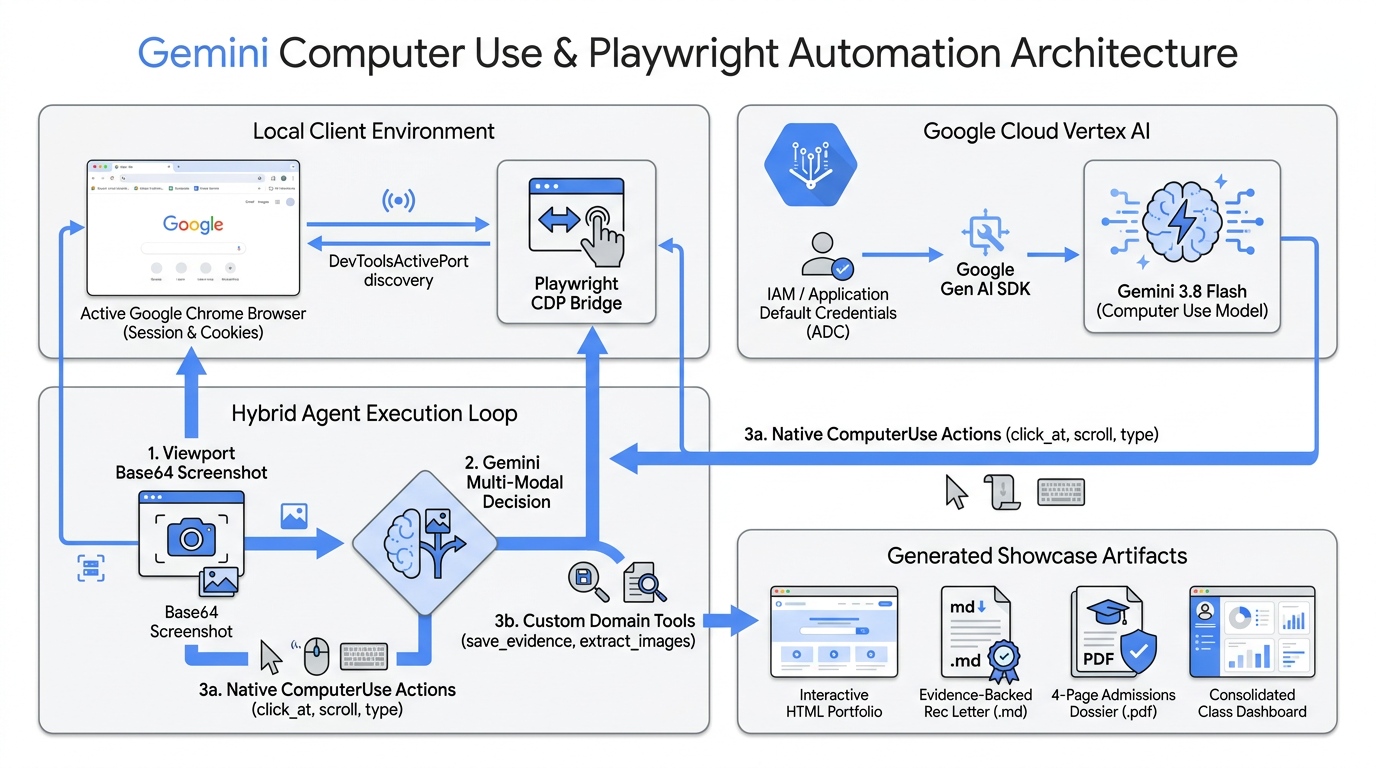 Gemini Computer Use & Playwright Automation Architecture
Local Client Environment
Google
Active Google Chrome Browser
(Session & Cookies)
DevToolsActivePort
discovery
Playwright
CDP Bridge
Google Cloud Vertex AI
IAM / Application
Default Credentials
(ADC)
Google
Gen AI SDK
Gemini 3.8 Flash
(Computer Use Model)
Hybrid Agent Execution Loop
1. Viewport
Base64 Screenshot
Base64
Screenshot
2. Gemini
Multi-Modal
Decision
3a. Native ComputerUse Actions
(click_at, scroll, type)
3b. Custom Domain Tools
(save_evidence, extract_images)
3a. Native ComputerUse Actions (click_at, scroll, type)
Generated Showcase Artifacts
Interactive
HTML Portfolio
md
.md
Evidence-Backed
Rec Letter (.md)
PDF
4-Page Admissions
Dossier (.pdf)
Consolidated
Class Dashboard